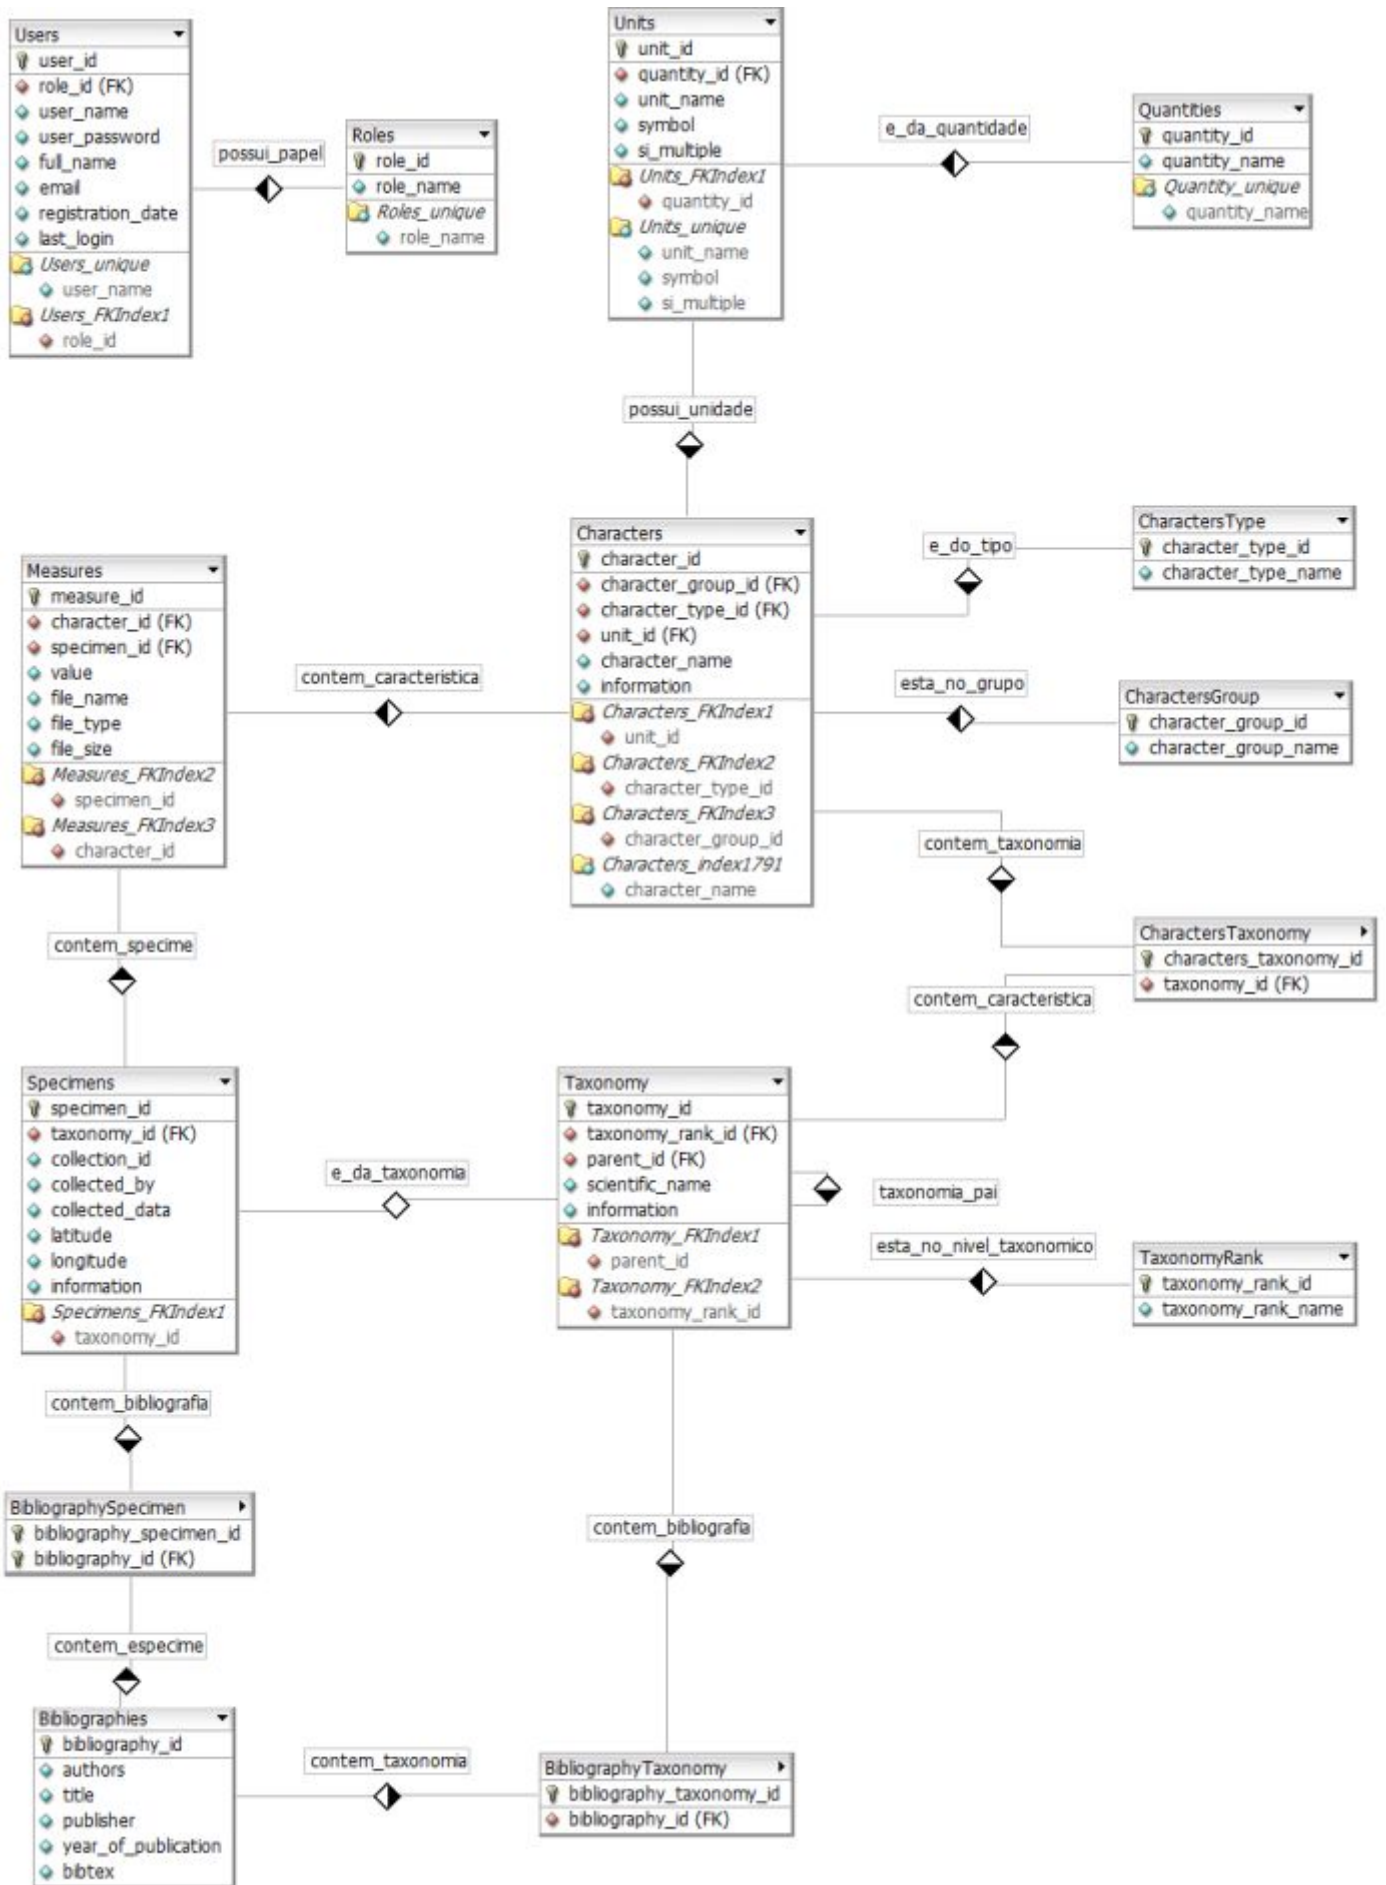 Users
user_id
role_id (FK)
user_name
user_password
full_name
email
registration_date
last_login
Users_unique
user_name
Users_FKIndex1
role_id
possui_papel
Roles
role_id
role_name
Roles_unique
role_name
Units
unit_id
quantity_id (FK)
unit_name
symbol
si_multiple
Units_FKIndex1
quantity_id
Units_unique
unit_name
symbol
si_multiple
e_da_quantidade
Quantities
quantity_id
quantity_name
Quantity_unique
quantity_name
possui_unidade
Measures
measure_id
character_id (FK)
specimen_id (FK)
value
file_name
file_type
file_size
Measures_FKIndex2
specimen_id
Measures_FKIndex3
character_id
contem_caracteristica
Characters
character_id
character_group_id (FK)
character_type_id (FK)
unit_id (FK)
character_name
information
Characters_FKIndex1
unit_id
Characters_FKIndex2
character_type_id
Characters_FKIndex3
character_group_id
Characters_index1791
character_name
e_do_tipo
CharactersType
character_type_id
character_type_name
esta_no_grupo
CharactersGroup
character_group_id
character_group_name
contem_taxonomia
CharactersTaxonomy
characters_taxonomy_id
taxonomy_id (FK)
contem_caracteristica
contem_specime
Specimens
specimen_id
taxonomy_id (FK)
collection_id
collected_by
collected_data
latitude
longitude
information
Specimens_FKIndex1
taxonomy_id
e_da_taxonomia
Taxonomy
taxonomy_id
taxonomy_rank_id (FK)
parent_id (FK)
scientific_name
information
Taxonomy_FKIndex1
parent_id
Taxonomy_FKIndex2
taxonomy_rank_id
taxonomia_pai
esta_no_nivel_taxonomico
TaxonomyRank
taxonomy_rank_id
taxonomy_rank_name
contem_bibliografia
BibliographySpecimen
bibliography_specimen_id
bibliography_id (FK)
contem_bibliografia
contem_especime
Bibliographies
bibliography_id
authors
title
publisher
year_of_publication
bibtex
contem_taxonomia
BibliographyTaxonomy
bibliography_taxonomy_id
bibliography_id (FK)